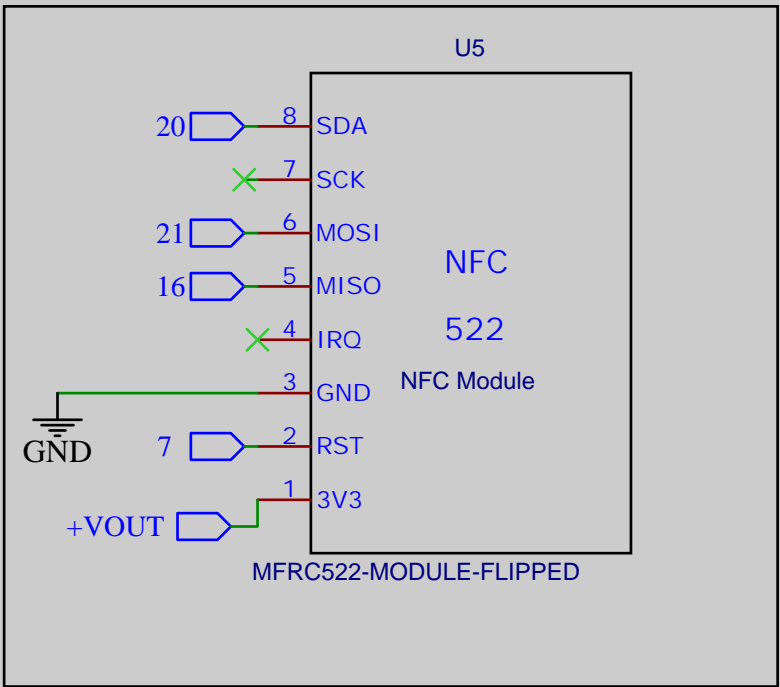 U5
20 8 SDA
7 SCK
21 6 MOSI
NFC
16 5 MISO
522
4 IRQ
NFC Module
3 GND
GND
7 2 RST
1 3V3
+VOUT
MFRC522-MODULE-FLIPPED